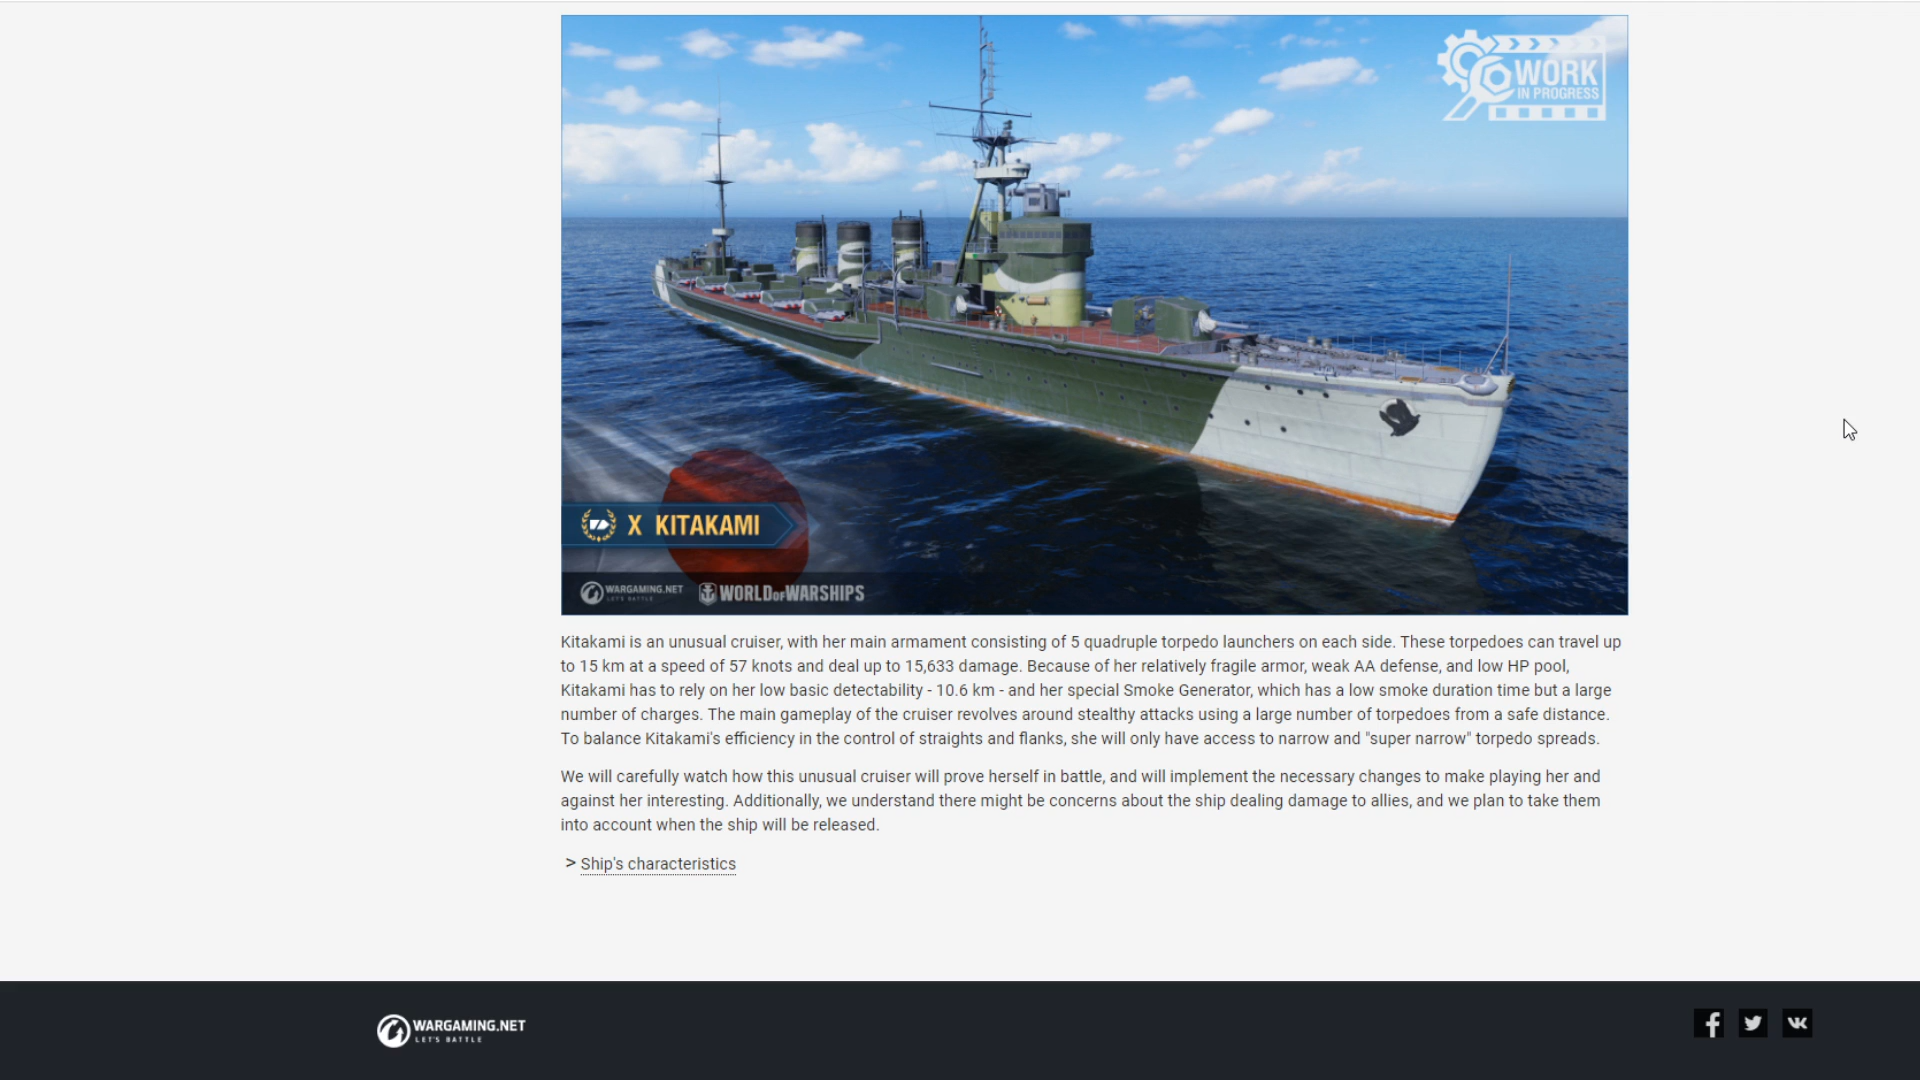 WORK
IN PROGRESS
X KITAKAMI
WARGAMING.NET
LET'S BATTLE
WORLD OF WARSHIPS
Kitakami is an unusual cruiser, with her main armament consisting of 5 quadruple torpedo launchers on each side. These torpedoes can travel up
to 15 km at a speed of 57 knots and deal up to 15,633 damage. Because of her relatively fragile armor, weak AA defense, and low HP pool,
Kitakami has to rely on her low basic detectability - 10.6 km - and her special Smoke Generator, which has a low smoke duration time but a large
number of charges. The main gameplay of the cruiser revolves around stealthy attacks using a large number of torpedoes from a safe distance.
To balance Kitakami's efficiency in the control of straights and flanks, she will only have access to narrow and "super narrow" torpedo spreads.
We will carefully watch how this unusual cruiser will prove herself in battle, and will implement the necessary changes to make playing her and
against her interesting. Additionally, we understand there might be concerns about the ship dealing damage to allies, and we plan to take them
into account when the ship will be released.
> Ship's characteristics
WARGAMING.NET
LET'S BATTLE